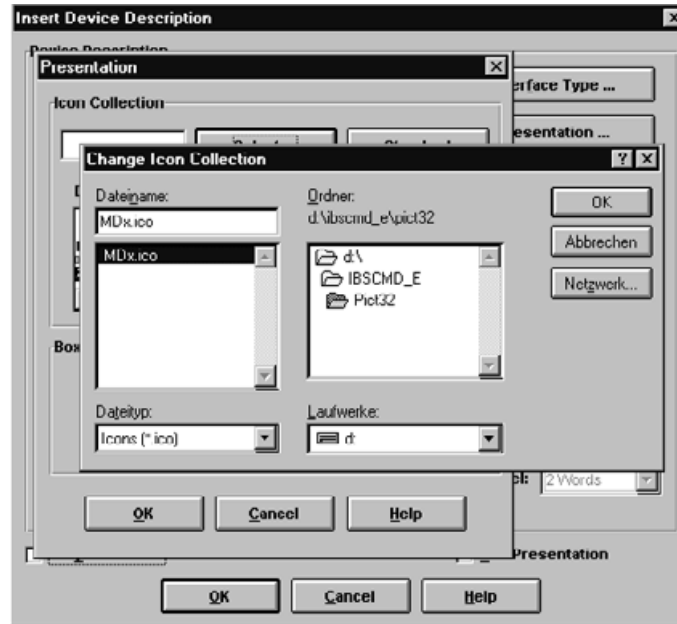 Insert Device Description
Device Description
Presentation
erface Type ...
Icon Collection
esentation ...
Change Icon Collection
Dateiname:
Ordner:
MDx.ico
d:\ibscmd_e\pict32
OK
MDx.ico
d:\
IBSCMD_E
Pict32
Abbrechen
Netzwerk...
Box
Dateityp:
Laufwerke:
Icons (*.ico)
d:
2 Words
OK
Cancel
Help
Presentation
OK
Cancel
Help